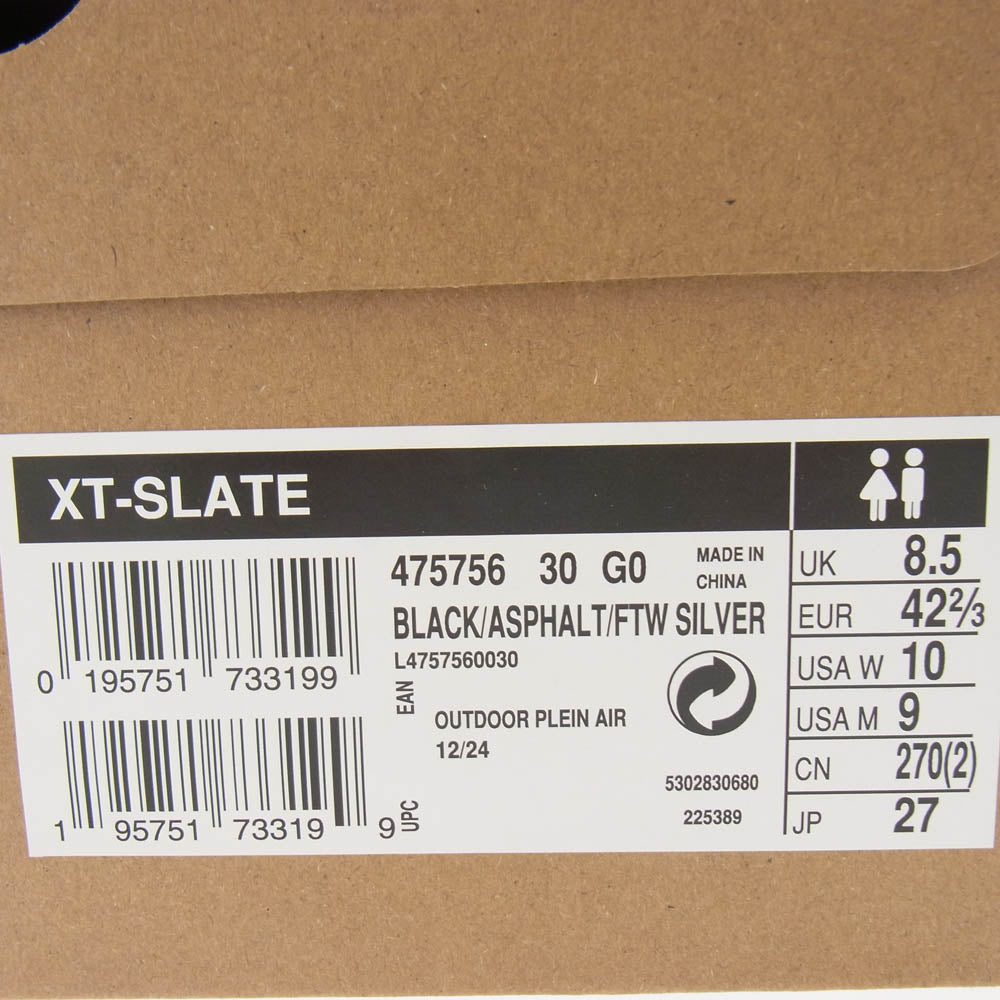 XT-SLATE
0 195751 733199
EAN
1 95751 73319 9
UPC
475756 30 G0
MADE IN
CHINA
BLACK/ASPHALT/FTW SILVER
L4757560030
OUTDOOR PLEIN AIR
12/24
5302830680
225389
UK 8.5
EUR 42⅔
USA W 10
USA M 9
CN 270(2)
JP 27